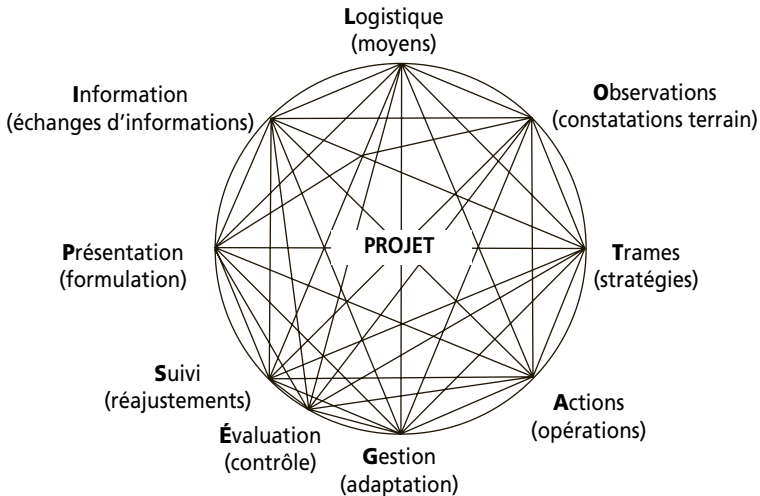 Logistique
(moyens)
Information
(échanges d’informations)
Observations
(constatations terrain)
Présentation
(formulation)
PROJET
Trames
(stratégies)
Suivi
(réajustements)
Évaluation
(contrôle)
Gestion
(adaptation)
Actions
(opérations)